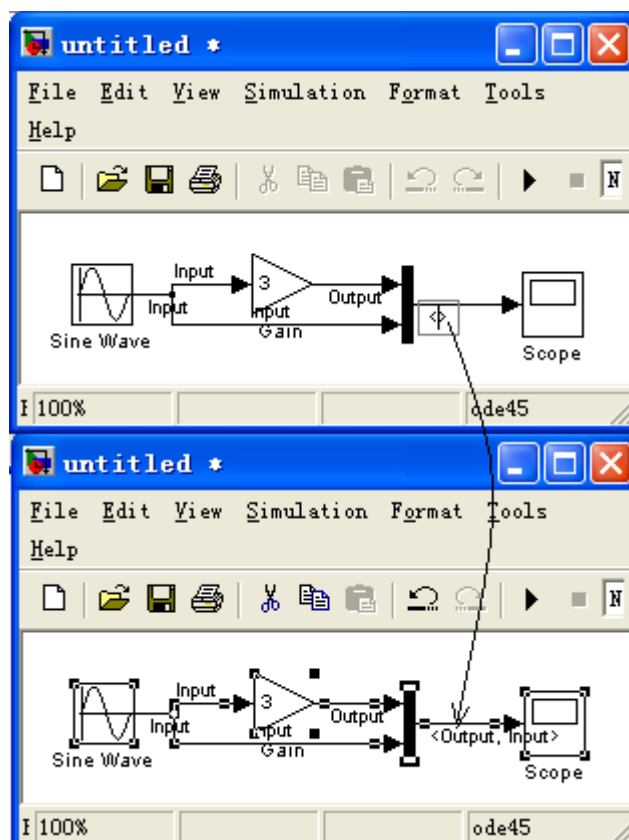 untitled *
File Edit View Simulation Format Tools
Help
N
Input
3
Input
Output
Input
Gain
Sine Wave
<>
Scope
100%
ode45
untitled *
File Edit View Simulation Format Tools
Help
N
Input
3
Input
Output
Input
Gain
Sine Wave
<Output, Input>
Scope
100%
ode45